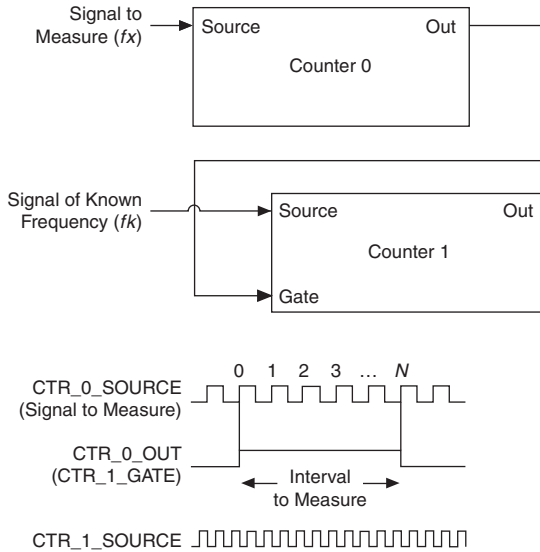 Signal to
Measure (fx)
Source
Out
Counter 0
Signal of Known
Frequency (fk)
Source
Out
Counter 1
Gate
0 1 2 3 … N
CTR_0_SOURCE
(Signal to Measure)
CTR_0_OUT
(CTR_1_GATE)
Interval
to Measure
CTR_1_SOURCE